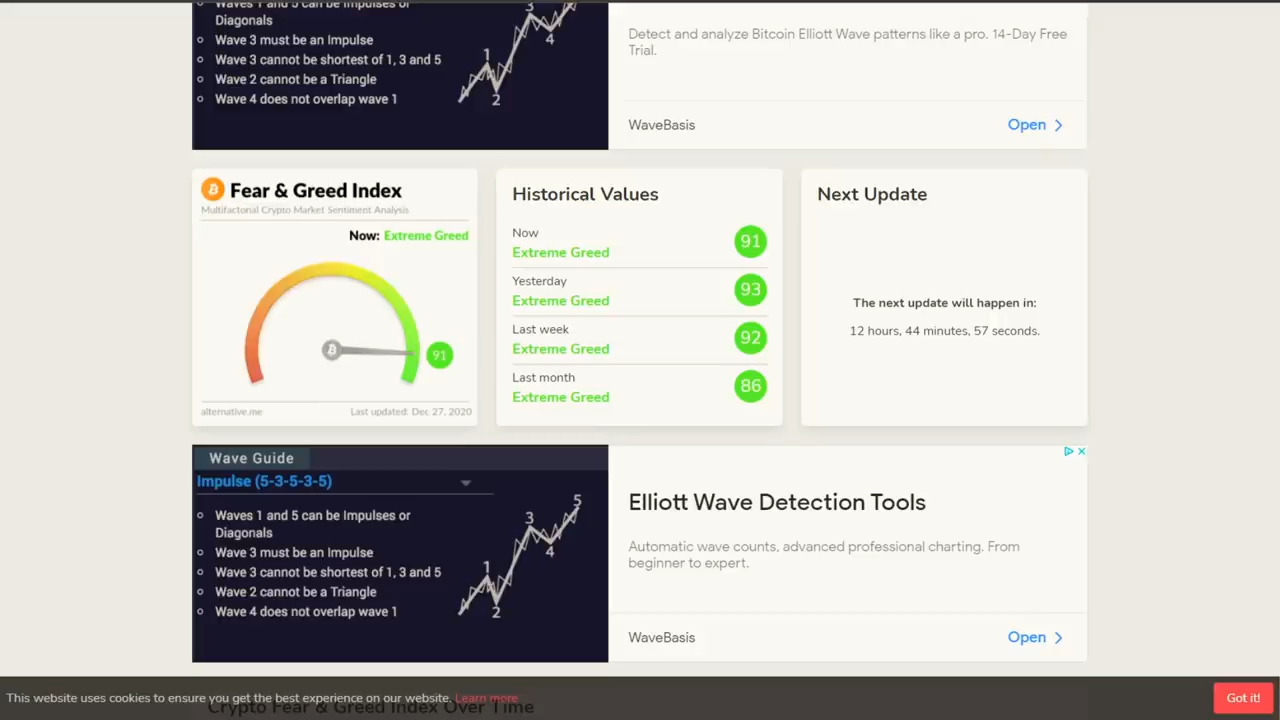 Waves 1 and 5 can be Impulses or
Diagonals
Wave 3 must be an Impulse
Wave 3 cannot be shortest of 1, 3 and 5
Wave 2 cannot be a Triangle
Wave 4 does not overlap wave 1
3
1
4
2
Detect and analyze Bitcoin Elliott Wave patterns like a pro. 14-Day Free
Trial.
WaveBasis
Open
Fear & Greed Index
Multifactorial Crypto Market Sentiment Analysis
Now: Extreme Greed
91
alternative.me
Last updated: Dec 27, 2020
Historical Values
Now
Extreme Greed
91
Yesterday
Extreme Greed
93
Last week
Extreme Greed
92
Last month
Extreme Greed
86
Next Update
The next update will happen in:
12 hours, 44 minutes, 57 seconds.
Wave Guide
Impulse (5-3-5-3-5)
Waves 1 and 5 can be Impulses or
Diagonals
Wave 3 must be an Impulse
Wave 3 cannot be shortest of 1, 3 and 5
Wave 2 cannot be a Triangle
Wave 4 does not overlap wave 1
5
3
4
1
2
Elliott Wave Detection Tools
Automatic wave counts, advanced professional charting. From
beginner to expert.
WaveBasis
Open
This website uses cookies to ensure you get the best experience on our website. Learn more
Got it!
Crypto Fear & Greed Index Over Time